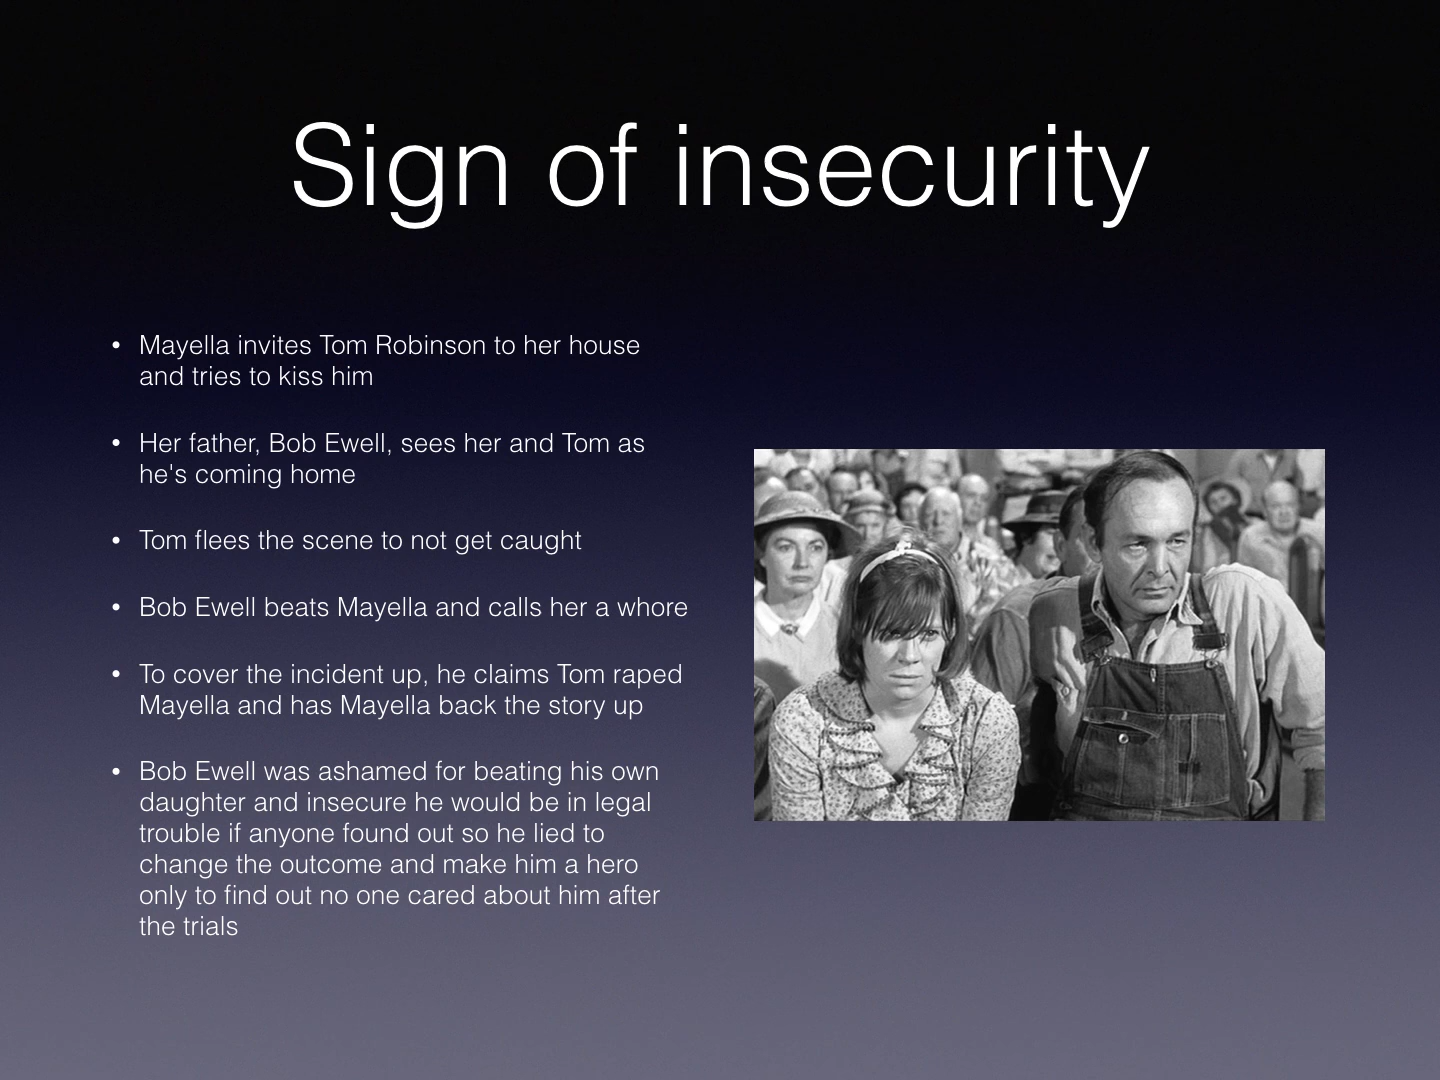 Sign of insecurity
• Mayella invites Tom Robinson to her house
and tries to kiss him
• Her father, Bob Ewell, sees her and Tom as
he's coming home
• Tom flees the scene to not get caught
• Bob Ewell beats Mayella and calls her a whore
• To cover the incident up, he claims Tom raped
Mayella and has Mayella back the story up
• Bob Ewell was ashamed for beating his own
daughter and insecure he would be in legal
trouble if anyone found out so he lied to
change the outcome and make him a hero
only to find out no one cared about him after
the trials